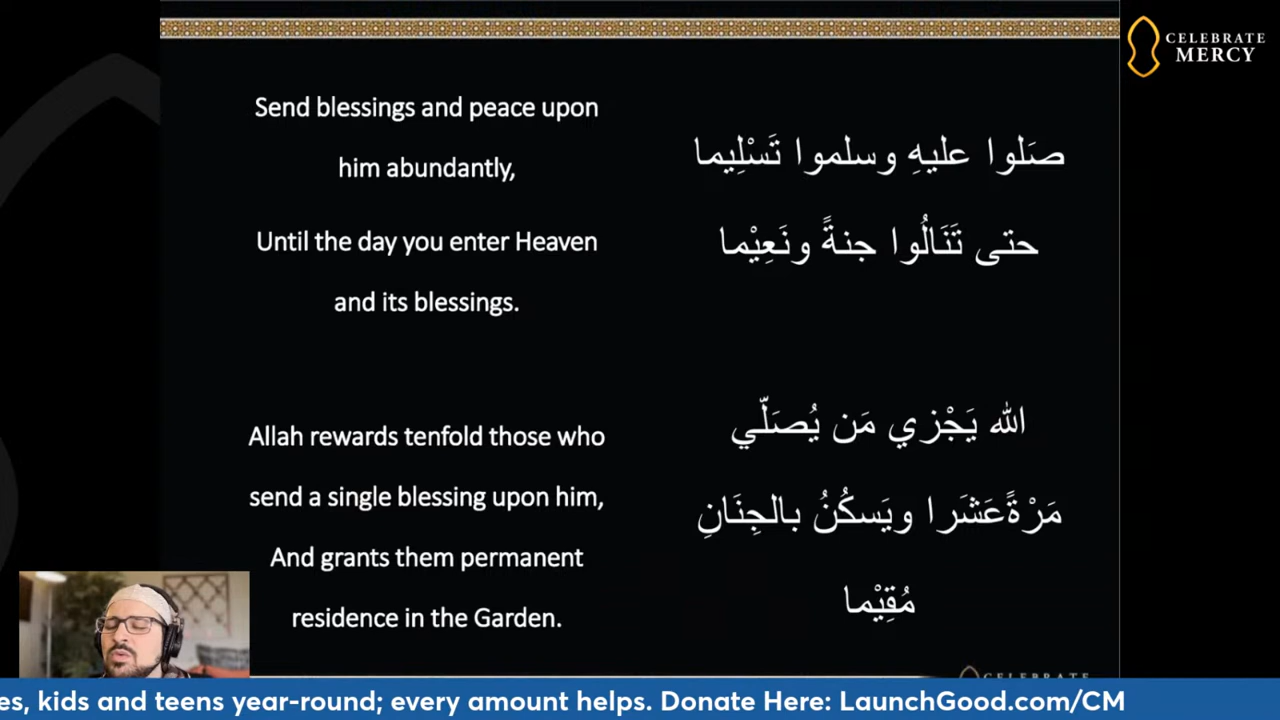 CELEBRATE
MERCY
Send blessings and peace upon
him abundantly,
Until the day you enter Heaven
and its blessings.
صَلوا عليهِ وسلموا تَسْلِيما
حتى تَنَالُوا جنةً ونَعِيْما
Allah rewards tenfold those who
send a single blessing upon him,
And grants them permanent
residence in the Garden.
الله يَجْزي مَن يُصَلّي
مَرْةًعَشَرا ويَسكُنُ بالجِنَانِ
مُقِيْما
CELEBRATE
es, kids and teens year-round; every amount helps. Donate Here: LaunchGood.com/CM